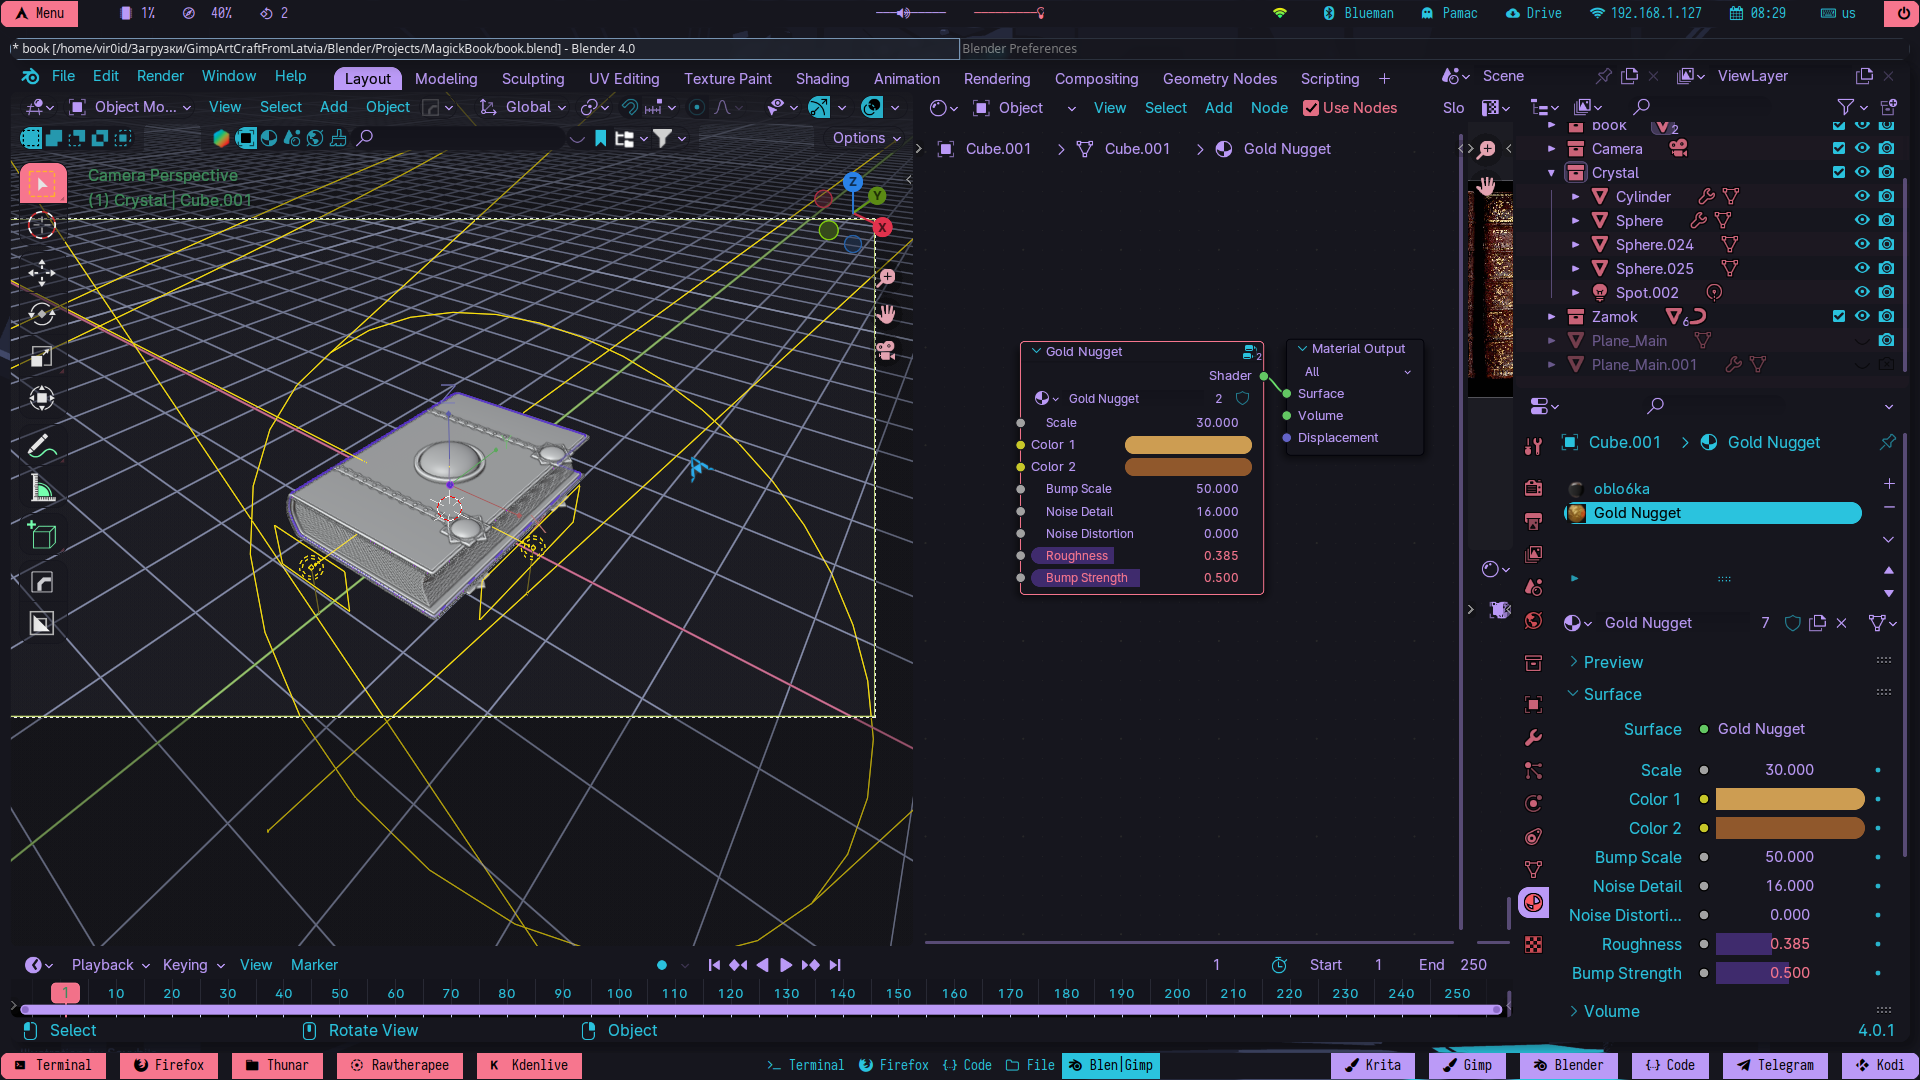 Menu 1% 40% 2 Blueman Pamac Drive 192.168.1.127 08:29 us
* book [/home/vir0id/Загрузки/GimpArtCraftFromLatvia/Blender/Projects/MagickBook/book.blend] - Blender 4.0 Blender Preferences
File Edit Render Window Help Layout Modeling Sculpting UV Editing Texture Paint Shading Animation Rendering Compositing Geometry Nodes Scripting + Scene ViewLayer
Object Mo... View Select Add Object Global Object View Select Add Node Use Nodes Slo
Options
Cube.001 > Cube.001 > Gold Nugget
Camera Perspective
(1) Crystal | Cube.001
Z
Y
X
book 2
Camera
Crystal
Cylinder
Sphere
Sphere.024
Sphere.025
Spot.002
Zamok 6
Plane_Main
Plane_Main.001
Gold Nugget 2
Shader
Gold Nugget 2
Scale 30.000
Color 1
Color 2
Bump Scale 50.000
Noise Detail 16.000
Noise Distortion 0.000
Roughness 0.385
Bump Strength 0.500
Material Output
All
Surface
Volume
Displacement
Cube.001 > Gold Nugget
oblo6ka
Gold Nugget
Gold Nugget 7
Preview
Surface
Surface Gold Nugget
Scale 30.000
Color 1
Color 2
Bump Scale 50.000
Noise Detail 16.000
Noise Distorti... 0.000
Roughness 0.385
Bump Strength 0.500
Volume
Playback Keying View Marker 1 Start 1 End 250
1 10 20 30 40 50 60 70 80 90 100 110 120 130 140 150 160 170 180 190 200 210 220 230 240 250
Select Rotate View Object 4.0.1
Terminal Firefox Thunar Rawtherapee Kdenlive Terminal Firefox Code File Blen|Gimp Krita Gimp Blender Code Telegram Kodi